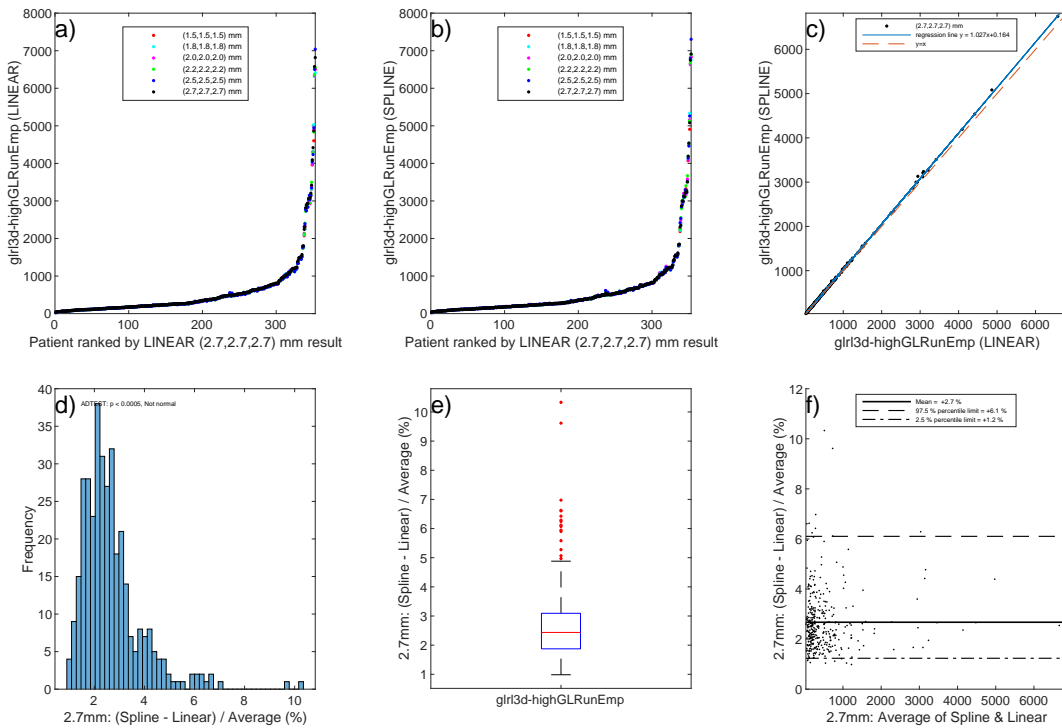 a)
8000
7000
6000
5000
4000
3000
2000
1000
0
glrl3d-highGLRunEmp (LINEAR)
(1.5,1.5,1.5) mm
(1.8,1.8,1.8) mm
(2.0,2.0,2.0) mm
(2.2,2.2,2.2) mm
(2.5,2.5,2.5) mm
(2.7,2.7,2.7) mm
0 100 200 300
Patient ranked by LINEAR (2.7,2.7,2.7) mm result
b)
8000
7000
6000
5000
4000
3000
2000
1000
0
glrl3d-highGLRunEmp (SPLINE)
(1.5,1.5,1.5) mm
(1.8,1.8,1.8) mm
(2.0,2.0,2.0) mm
(2.2,2.2,2.2) mm
(2.5,2.5,2.5) mm
(2.7,2.7,2.7) mm
0 100 200 300
Patient ranked by LINEAR (2.7,2.7,2.7) mm result
c)
6000
5000
4000
3000
2000
1000
glrl3d-highGLRunEmp (SPLINE)
(2.7,2.7,2.7) mm
regression line y = 1.027x+0.164
y=x
1000 2000 3000 4000 5000 6000
glrl3d-highGLRunEmp (LINEAR)
d)
ADTEST: p < 0.0005, Not normal
40
35
30
25
20
15
10
5
0
Frequency
2 4 6 8 10
2.7mm: (Spline - Linear) / Average (%)
e)
10
9
8
7
6
5
4
3
2
1
2.7mm: (Spline - Linear) / Average (%)
glrl3d-highGLRunEmp
f)
12
10
8
6
4
2
0
2.7mm: (Spline - Linear) / Average (%)
Mean = +2.7 %
97.5 % percentile limit = +6.1 %
2.5 % percentile limit = +1.2 %
1000 2000 3000 4000 5000 6000
2.7mm: Average of Spline & Linear